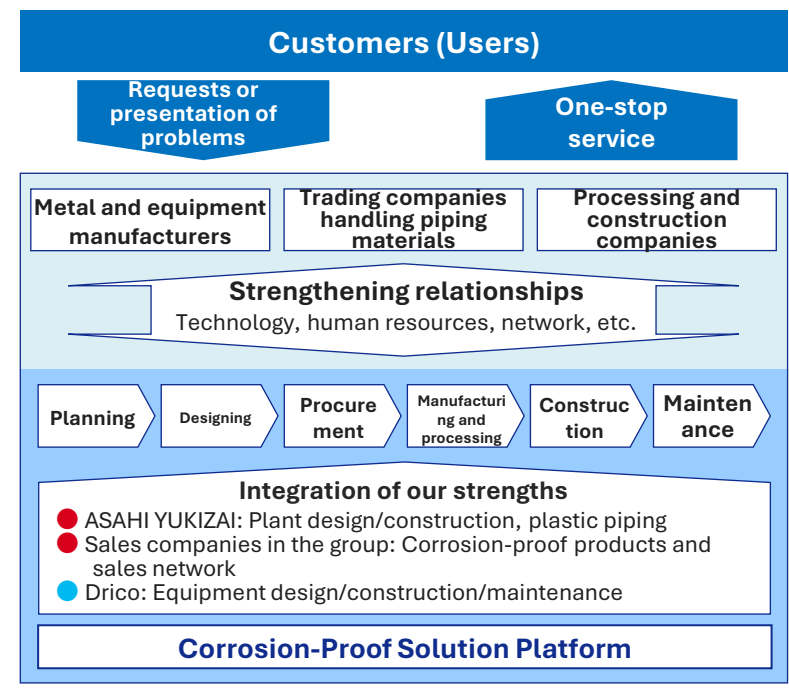 Customers (Users)
Requests or
presentation of
problems
One-stop
service
Metal and equipment
manufacturers
Trading companies
handling piping
materials
Processing and
construction
companies
Strengthening relationships
Technology, human resources, network, etc.
Planning
Designing
Procure
ment
Manufacturi
ng and
processing
Construc
tion
Mainten
ance
Integration of our strengths
ASAHI YUKIZAI: Plant design/construction, plastic piping
Sales companies in the group: Corrosion-proof products and
sales network
Drico: Equipment design/construction/maintenance
Corrosion-Proof Solution Platform